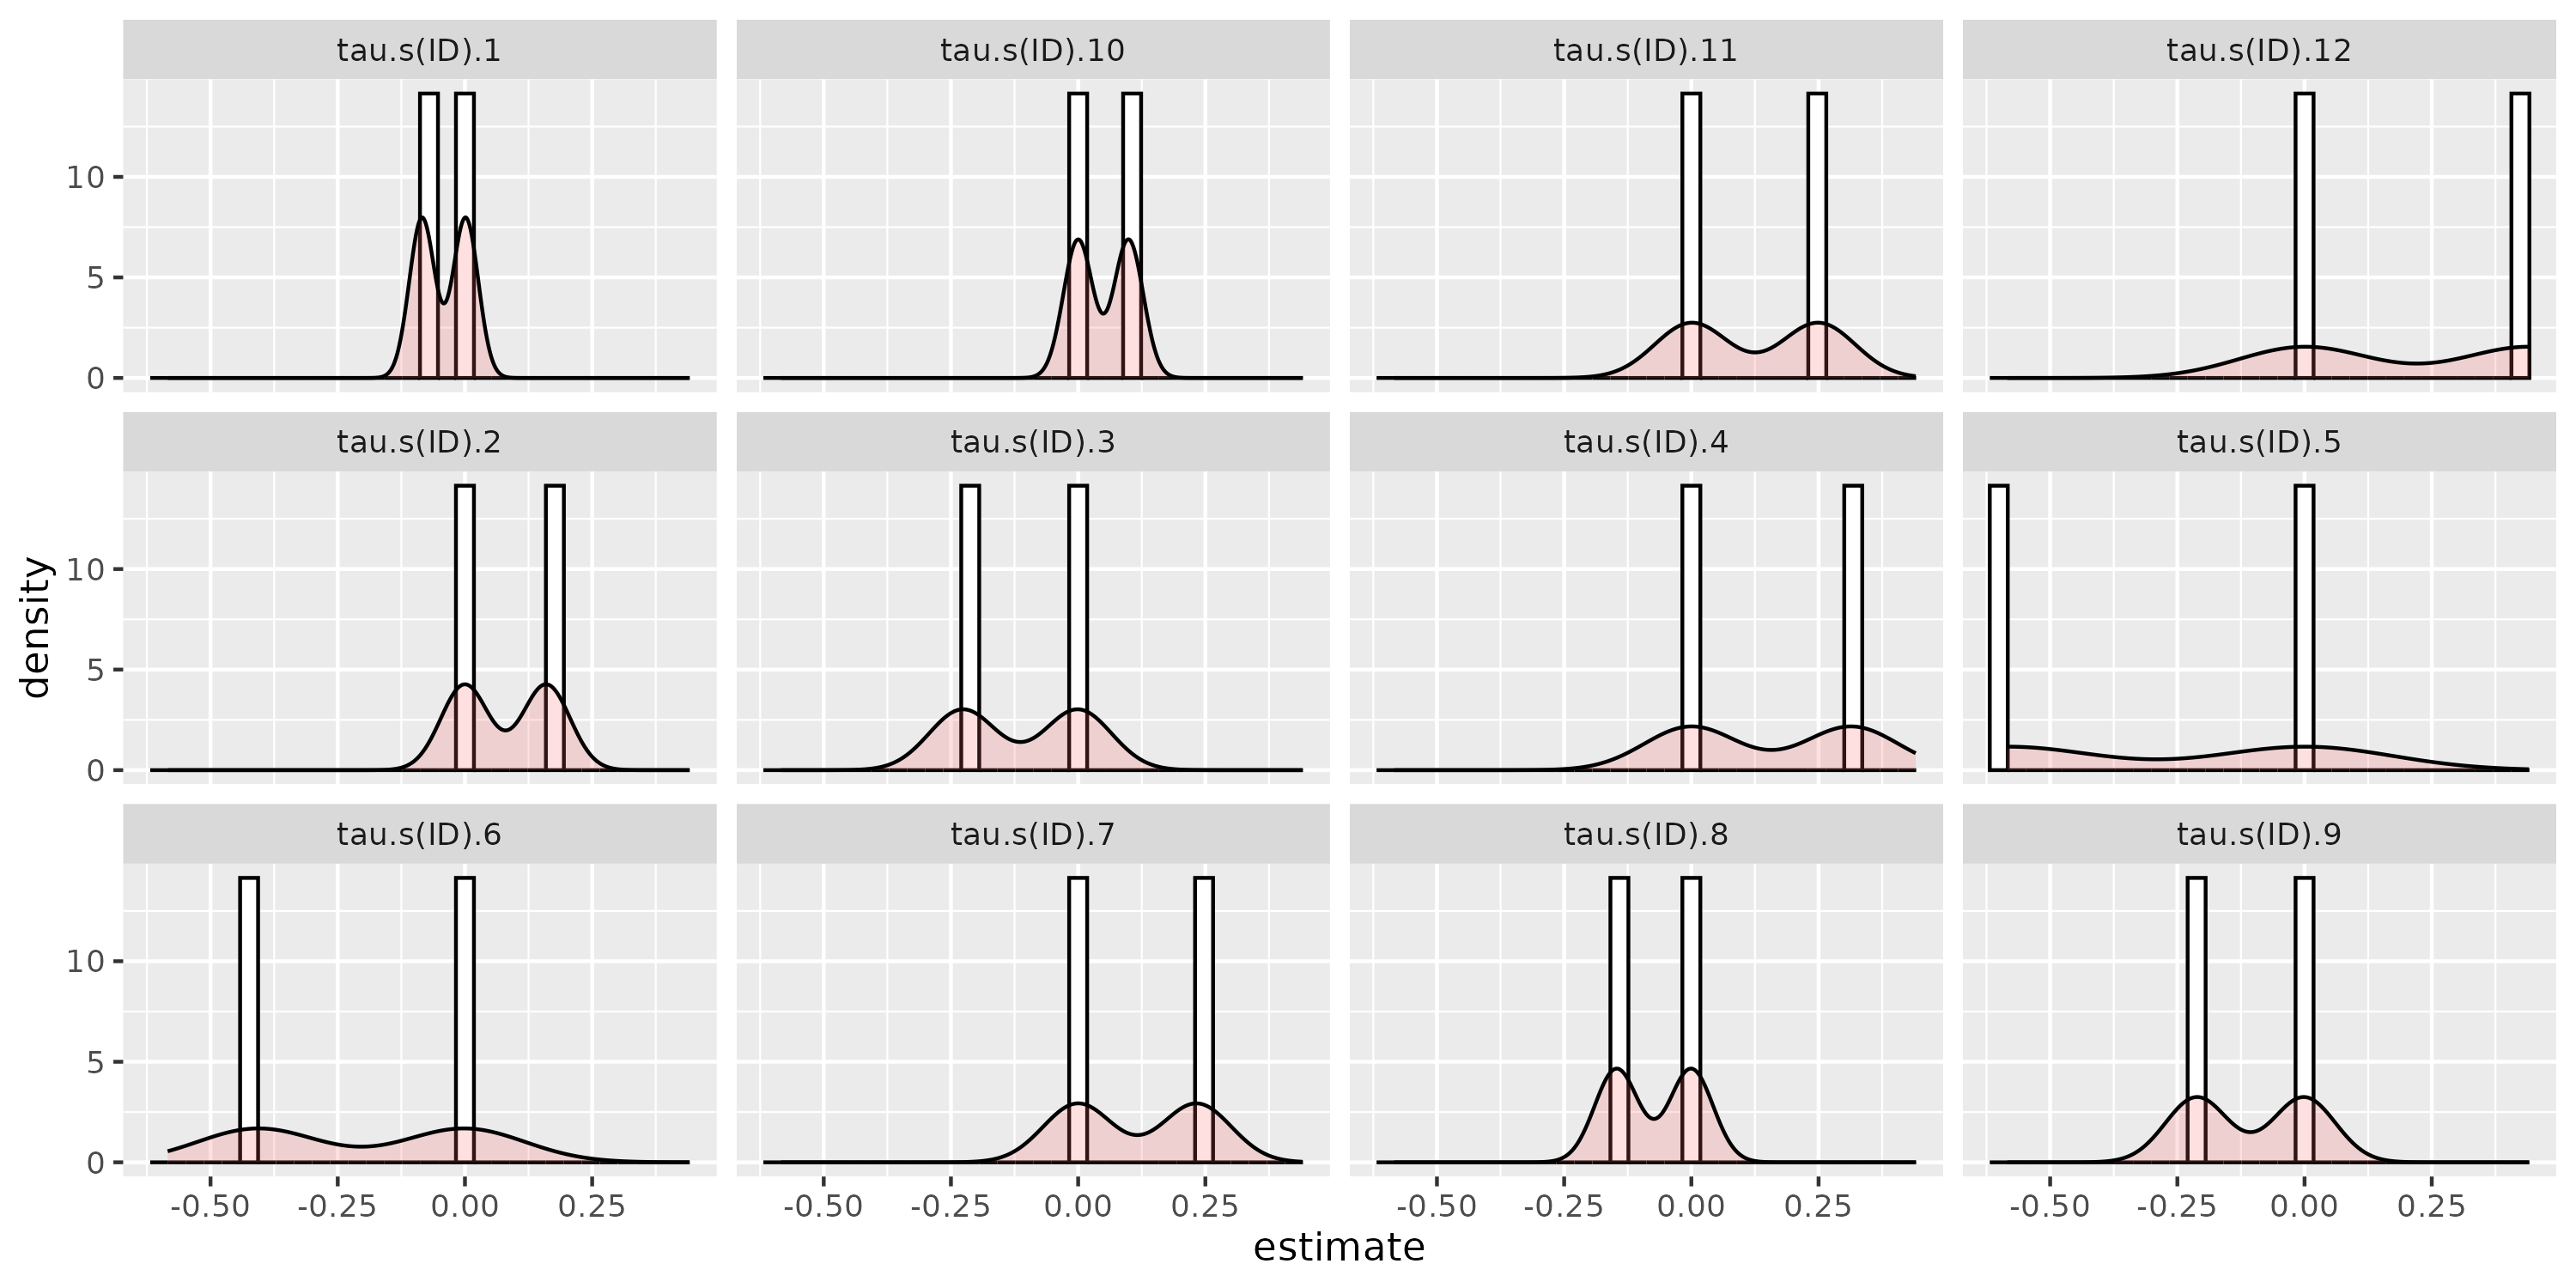 tau.s(ID).1 tau.s(ID).10 tau.s(ID).11 tau.s(ID).12
10
5
0
tau.s(ID).2 tau.s(ID).3 tau.s(ID).4 tau.s(ID).5
density
10
5
0
tau.s(ID).6 tau.s(ID).7 tau.s(ID).8 tau.s(ID).9
10
5
0
-0.50 -0.25 0.00 0.25 -0.50 -0.25 0.00 0.25 -0.50 -0.25 0.00 0.25 -0.50 -0.25 0.00 0.25
estimate